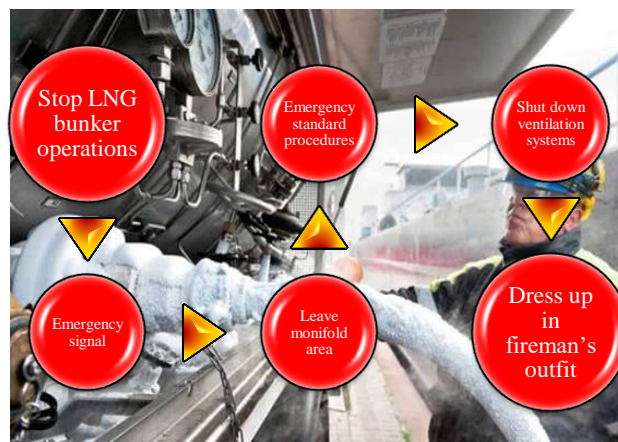 Stop LNG
bunker
operations
Emergency
signal
Leave
monifold
area
Emergency
standard
procedures
Shut down
ventilation
systems
Dress up
in
fireman’s
outfit